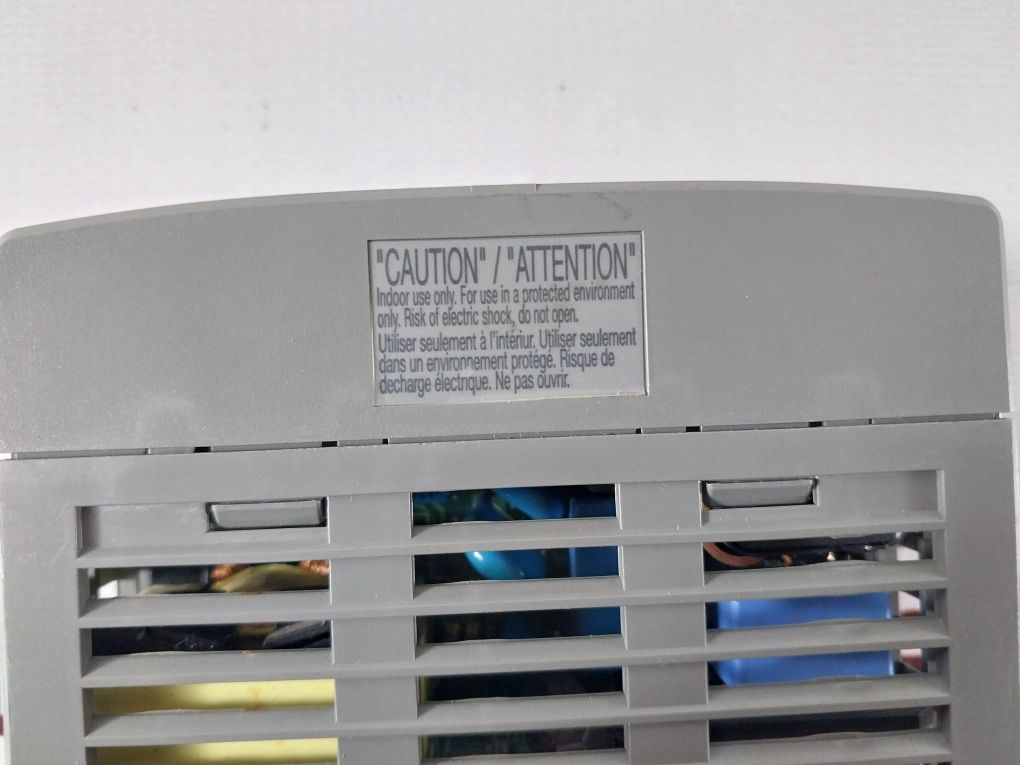 "CAUTION" / "ATTENTION"
Indoor use only. For use in a protected environment
only. Risk of electric shock, do not open.
Utiliser seulement à l'intériur. Utiliser seulement
dans un environnement protégé. Risque de
decharge électrique. Ne pas ouvrir.